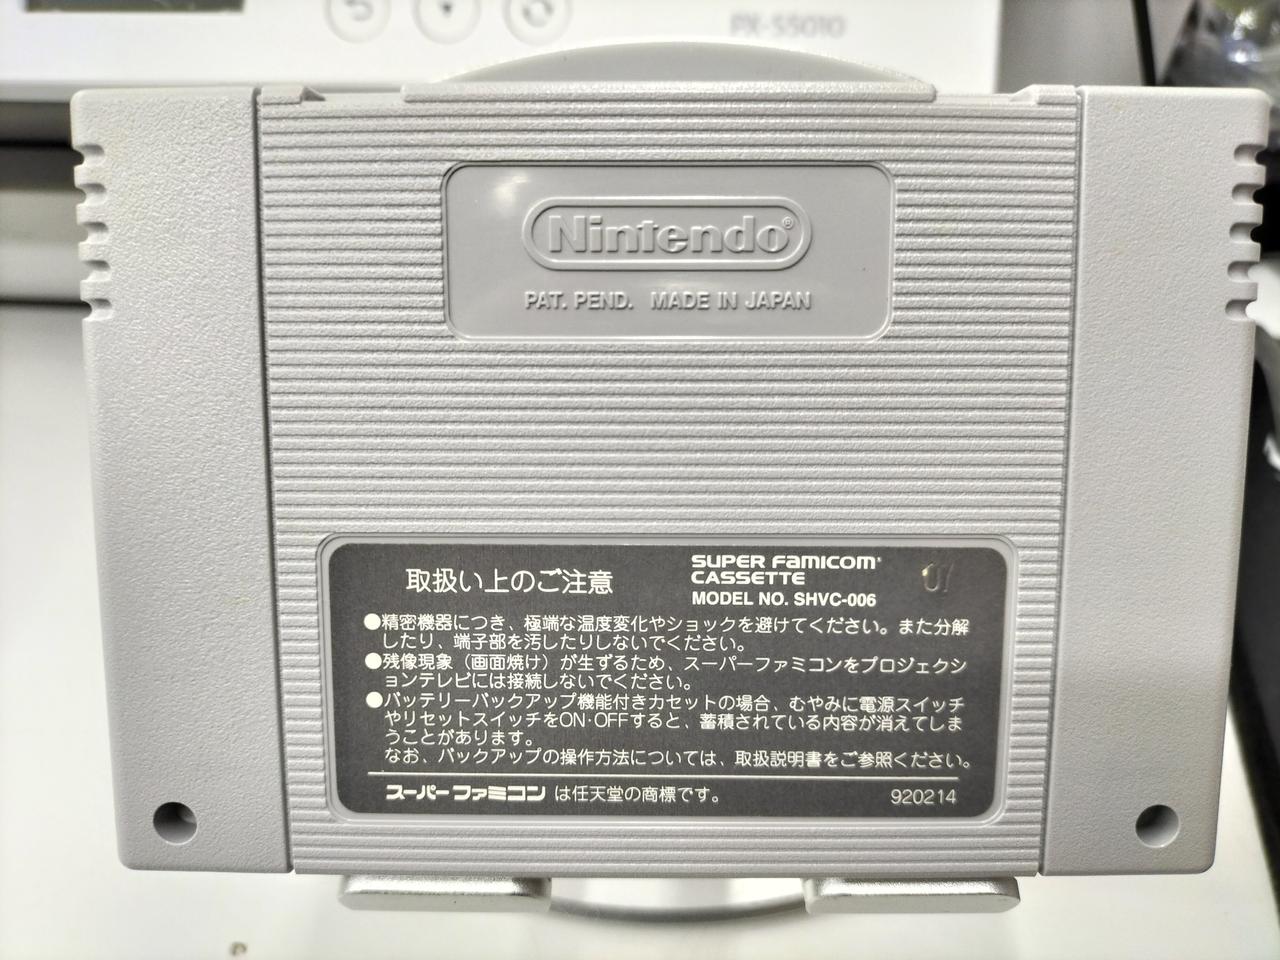 PX-S5010
Nintendo®
PAT. PEND. MADE IN JAPAN
取扱い上のご注意
SUPER FAMICOM
CASSETTE
MODEL NO. SHVC-006
07
●精密機器につき、極端な温度変化やショックを避けてください。また分解
したり、端子部を汚したりしないでください。
●残像現象（画面焼け）が生ずるため、スーパーファミコンをプロジェクシ
ョンテレビには接続しないでください。
●バッテリーバックアップ機能付きカセットの場合、むやみに電源スイッチ
やリセットスイッチをON·OFFすると、蓄積されている内容が消えてしま
うことがあります。
なお、バックアップの操作方法については、取扱説明書をご参照ください。
スーパーファミコン は任天堂の商標です。
920214